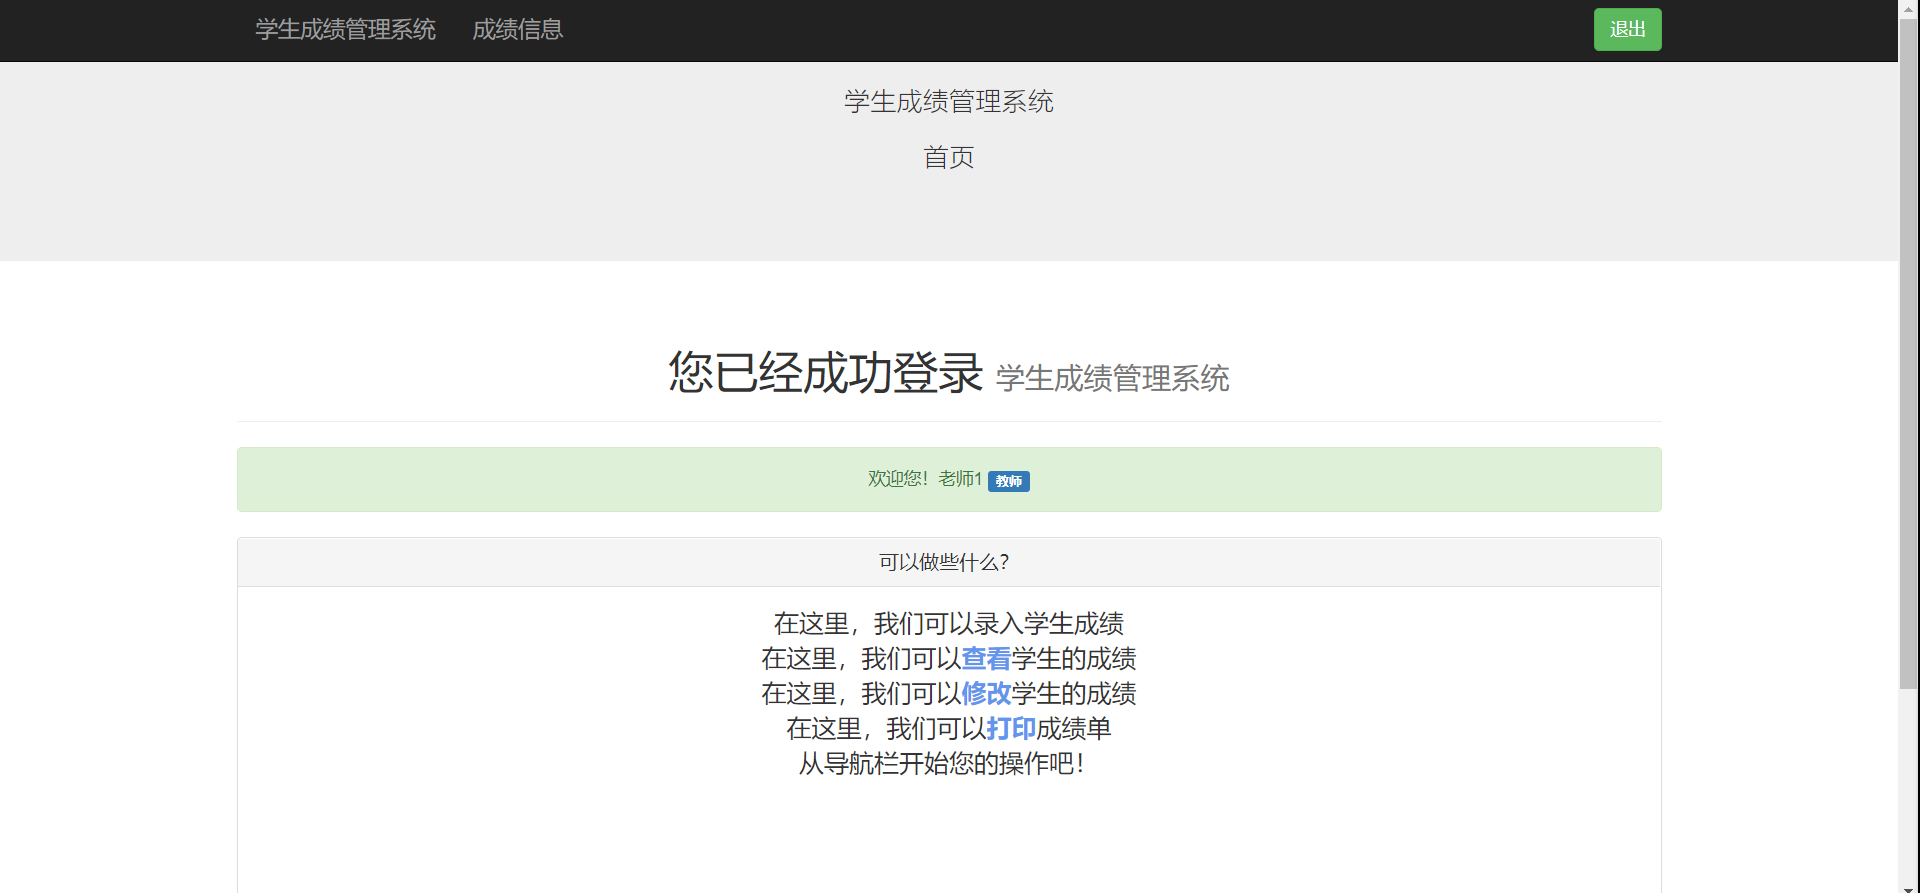 学生成绩管理系统 成绩信息 退出
学生成绩管理系统
首页
您已经成功登录 学生成绩管理系统
欢迎您！老师1 教师
可以做些什么？
在这里，我们可以录入学生成绩
在这里，我们可以查看学生的成绩
在这里，我们可以修改学生的成绩
在这里，我们可以打印成绩单
从导航栏开始您的操作吧！